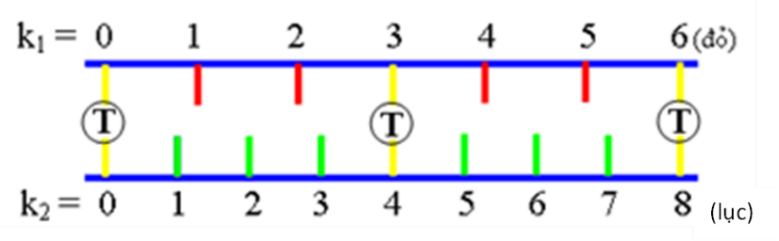 k₁ = 0 1 2 3 4 5 6 (đỏ)
T T T
k₂ = 0 1 2 3 4 5 6 7 8 (lục)